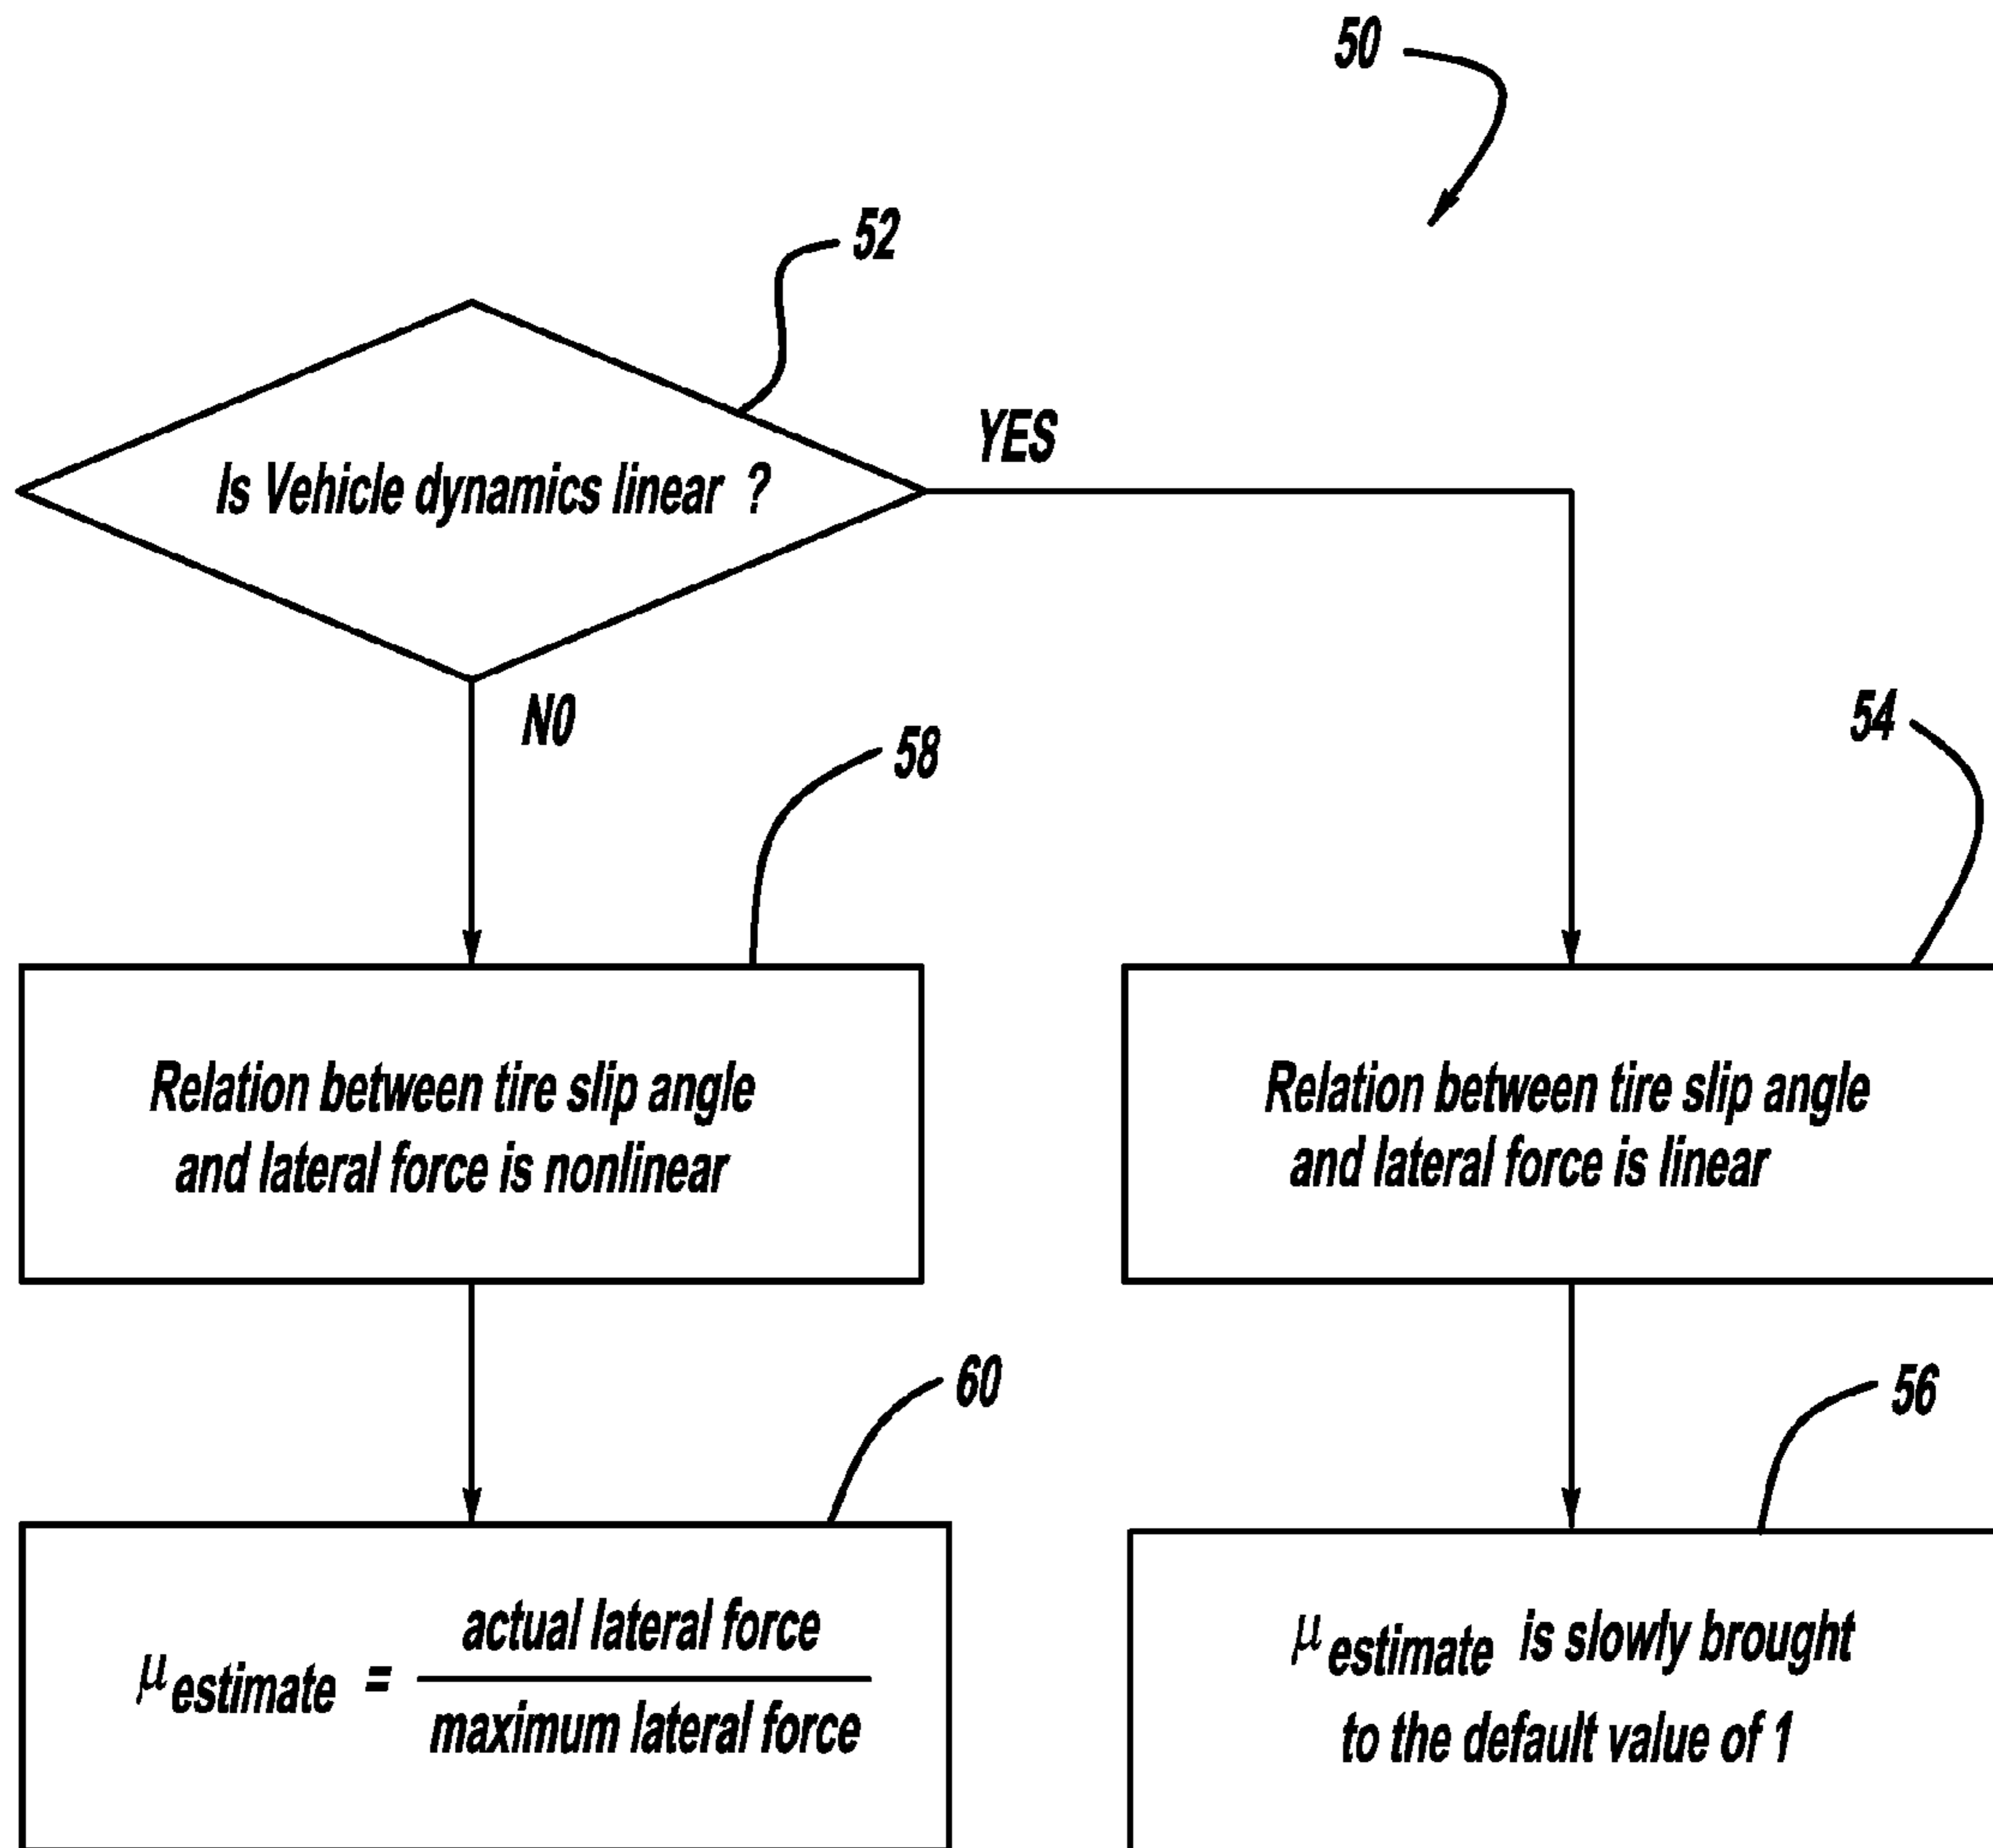 50
52
Is Vehicle dynamics linear ?
YES
NO
58
54
Relation between tire slip angle
and lateral force is nonlinear
Relation between tire slip angle
and lateral force is linear
60
56
μ estimate = actual lateral force
maximum lateral force
μ estimate is slowly brought
to the default value of 1